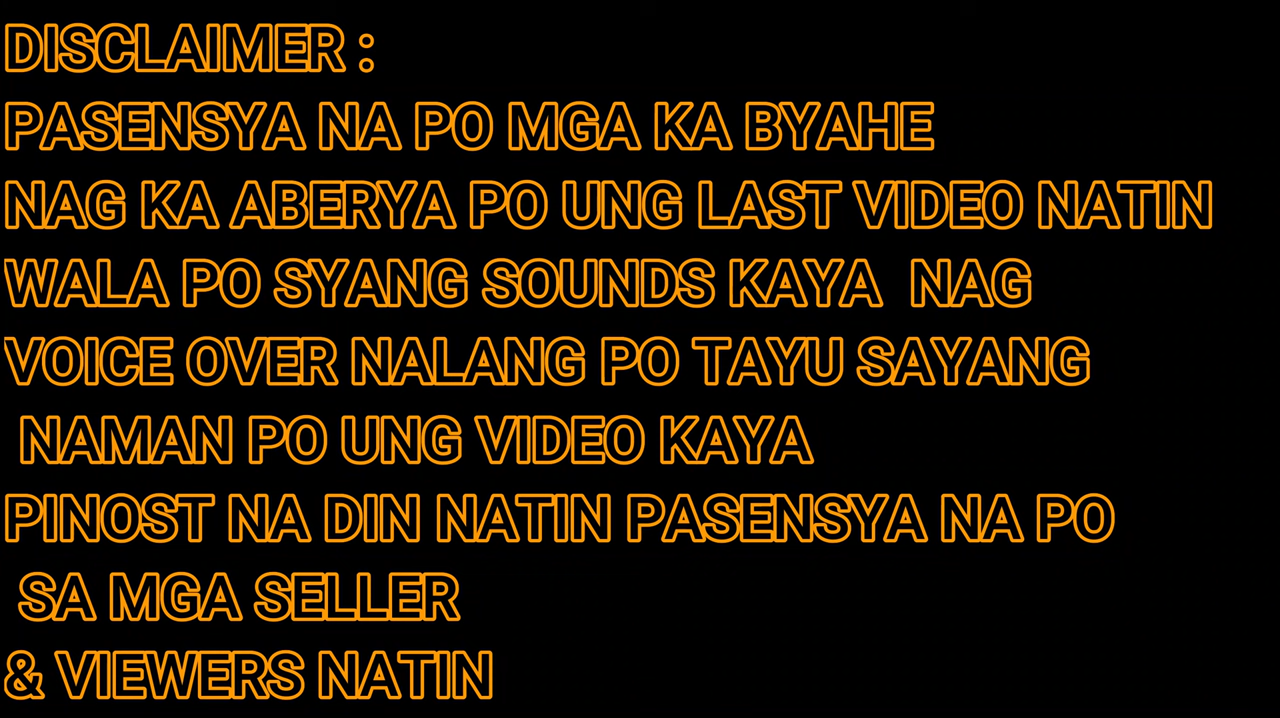 DISCLAIMER :
PASENSYA NA PO MGA KA BYAHE
NAG KA ABERYA PO UNG LAST VIDEO NATIN
WALA PO SYANG SOUNDS KAYA  NAG
VOICE OVER NALANG PO TAYU SAYANG
NAMAN PO UNG VIDEO KAYA
PINOST NA DIN NATIN PASENSYA NA PO
SA MGA SELLER
& VIEWERS NATIN